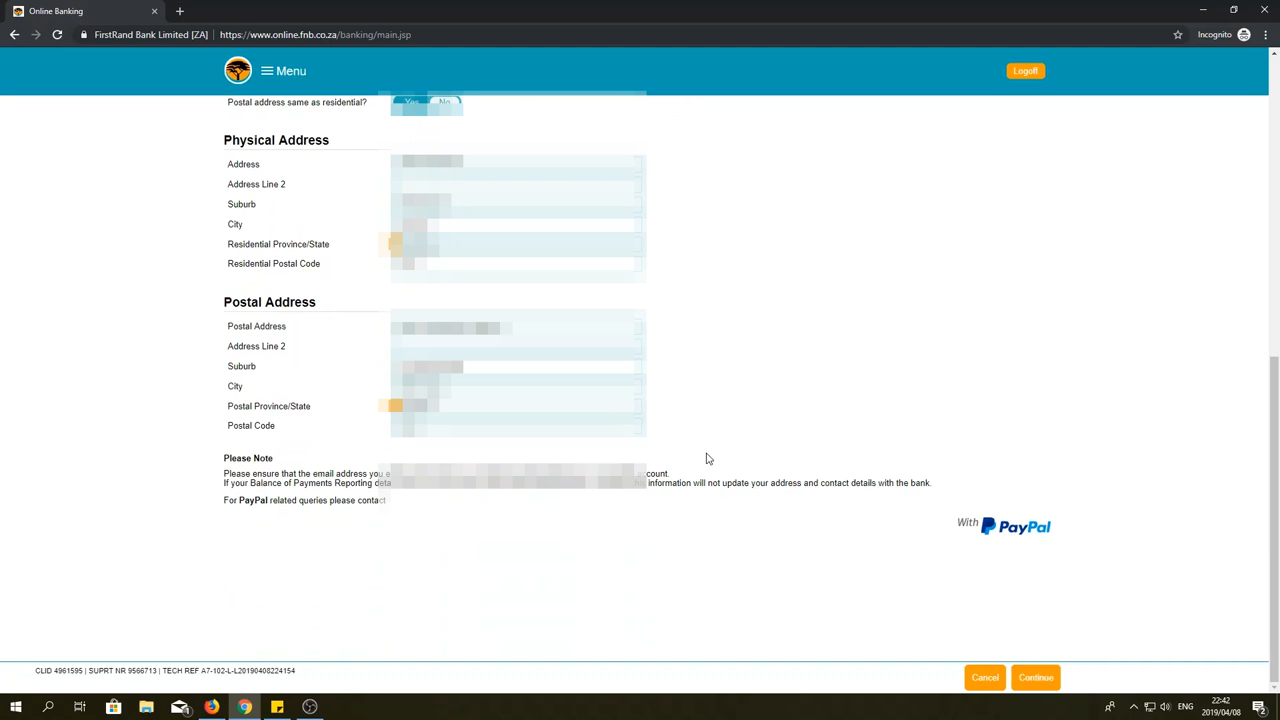 Online Banking
FirstRand Bank Limited [ZA] | https://www.online.fnb.co.za/banking/main.jsp
Incognito
Menu
Logoff
Postal address same as residential?
Yes No
Physical Address
Address
Address Line 2
Suburb
City
Residential Province/State
Residential Postal Code
Postal Address
Postal Address
Address Line 2
Suburb
City
Postal Province/State
Postal Code
Please Note
Please ensure that the email address you
If your Balance of Payments Reporting information will not update your address and contact details with the bank.
For PayPal related queries please contact
With PayPal
CLID 4961595 | SUPRT NR 9566713 | TECH REF A7-102-L-L20190408224154
Cancel Continue
ENG
22:42
2019/04/08
2